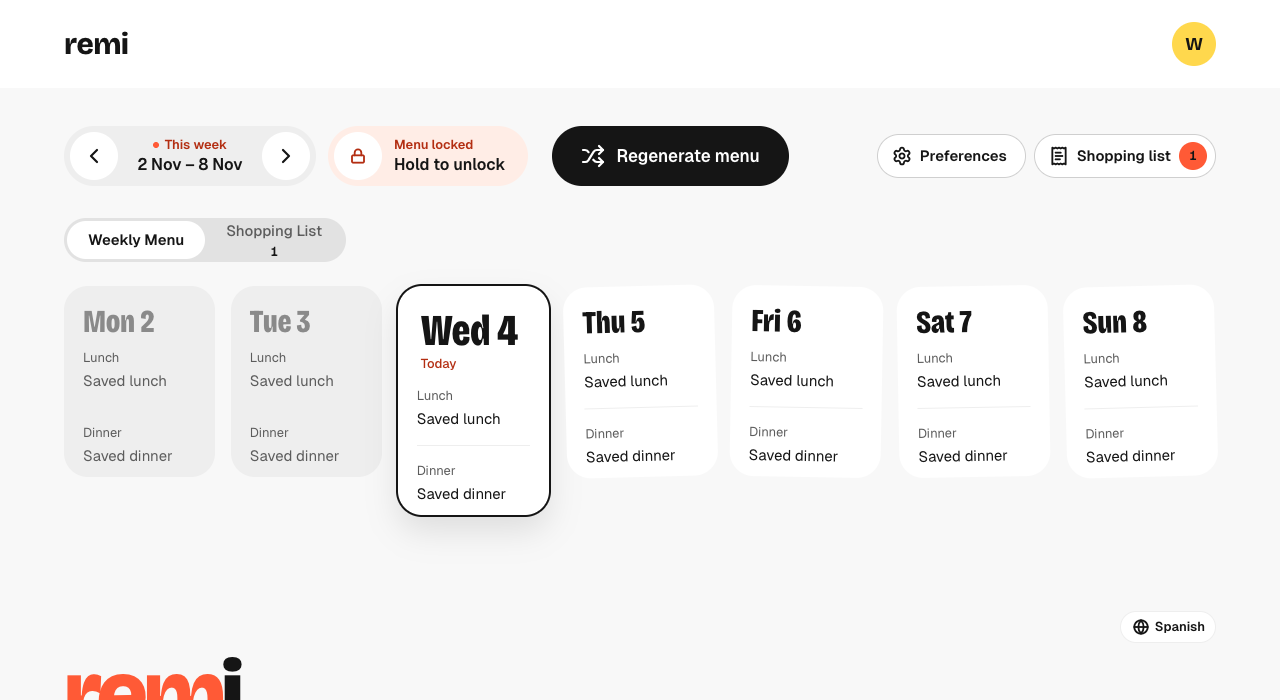 remi
W
This week
2 Nov – 8 Nov
Menu locked
Hold to unlock
Regenerate menu
Preferences
Shopping list 1
Weekly Menu
Shopping List
1
Mon 2
Lunch
Saved lunch
Dinner
Saved dinner
Tue 3
Lunch
Saved lunch
Dinner
Saved dinner
Wed 4
Today
Lunch
Saved lunch
Dinner
Saved dinner
Thu 5
Lunch
Saved lunch
Dinner
Saved dinner
Fri 6
Lunch
Saved lunch
Dinner
Saved dinner
Sat 7
Lunch
Saved lunch
Dinner
Saved dinner
Sun 8
Lunch
Saved lunch
Dinner
Saved dinner
Spanish
remi